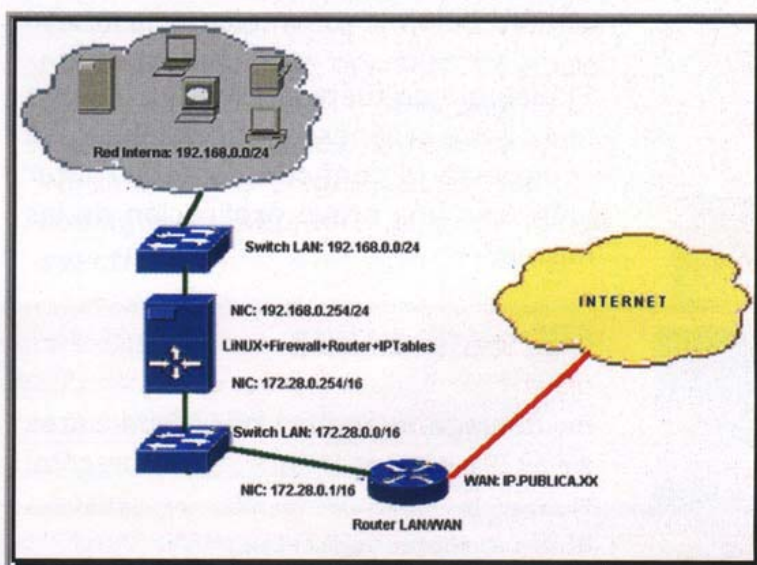 Red Interna: 192.168.0.0/24
Switch LAN: 192.168.0.0/24
NIC: 192.168.0.254/24
LiNUX+Firewall+Router+IPTables
NIC: 172.28.0.254/16
Switch LAN: 172.28.0.0/16
NIC: 172.28.0.1/16
Router LAN/WAN
WAN: IP.PUBLICA.XX
INTERNET